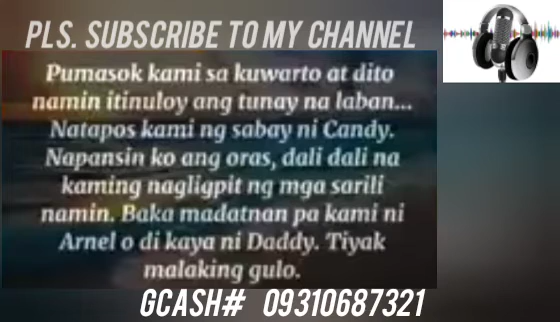 PLS. SUBSCRIBE TO MY CHANNEL
Pumasok kami sa kuwarto at dito
namin itinuloy ang tunay na laban...
Natapos kami ng sabay ni Candy.
Napansin ko ang oras, dali dali na
kaming nagligpit ng mga sarili
namin. Baka madatnan pa kami ni
Arnel o di kaya ni Daddy. Tiyak
malaking gulo.
GCASH# 09310687321